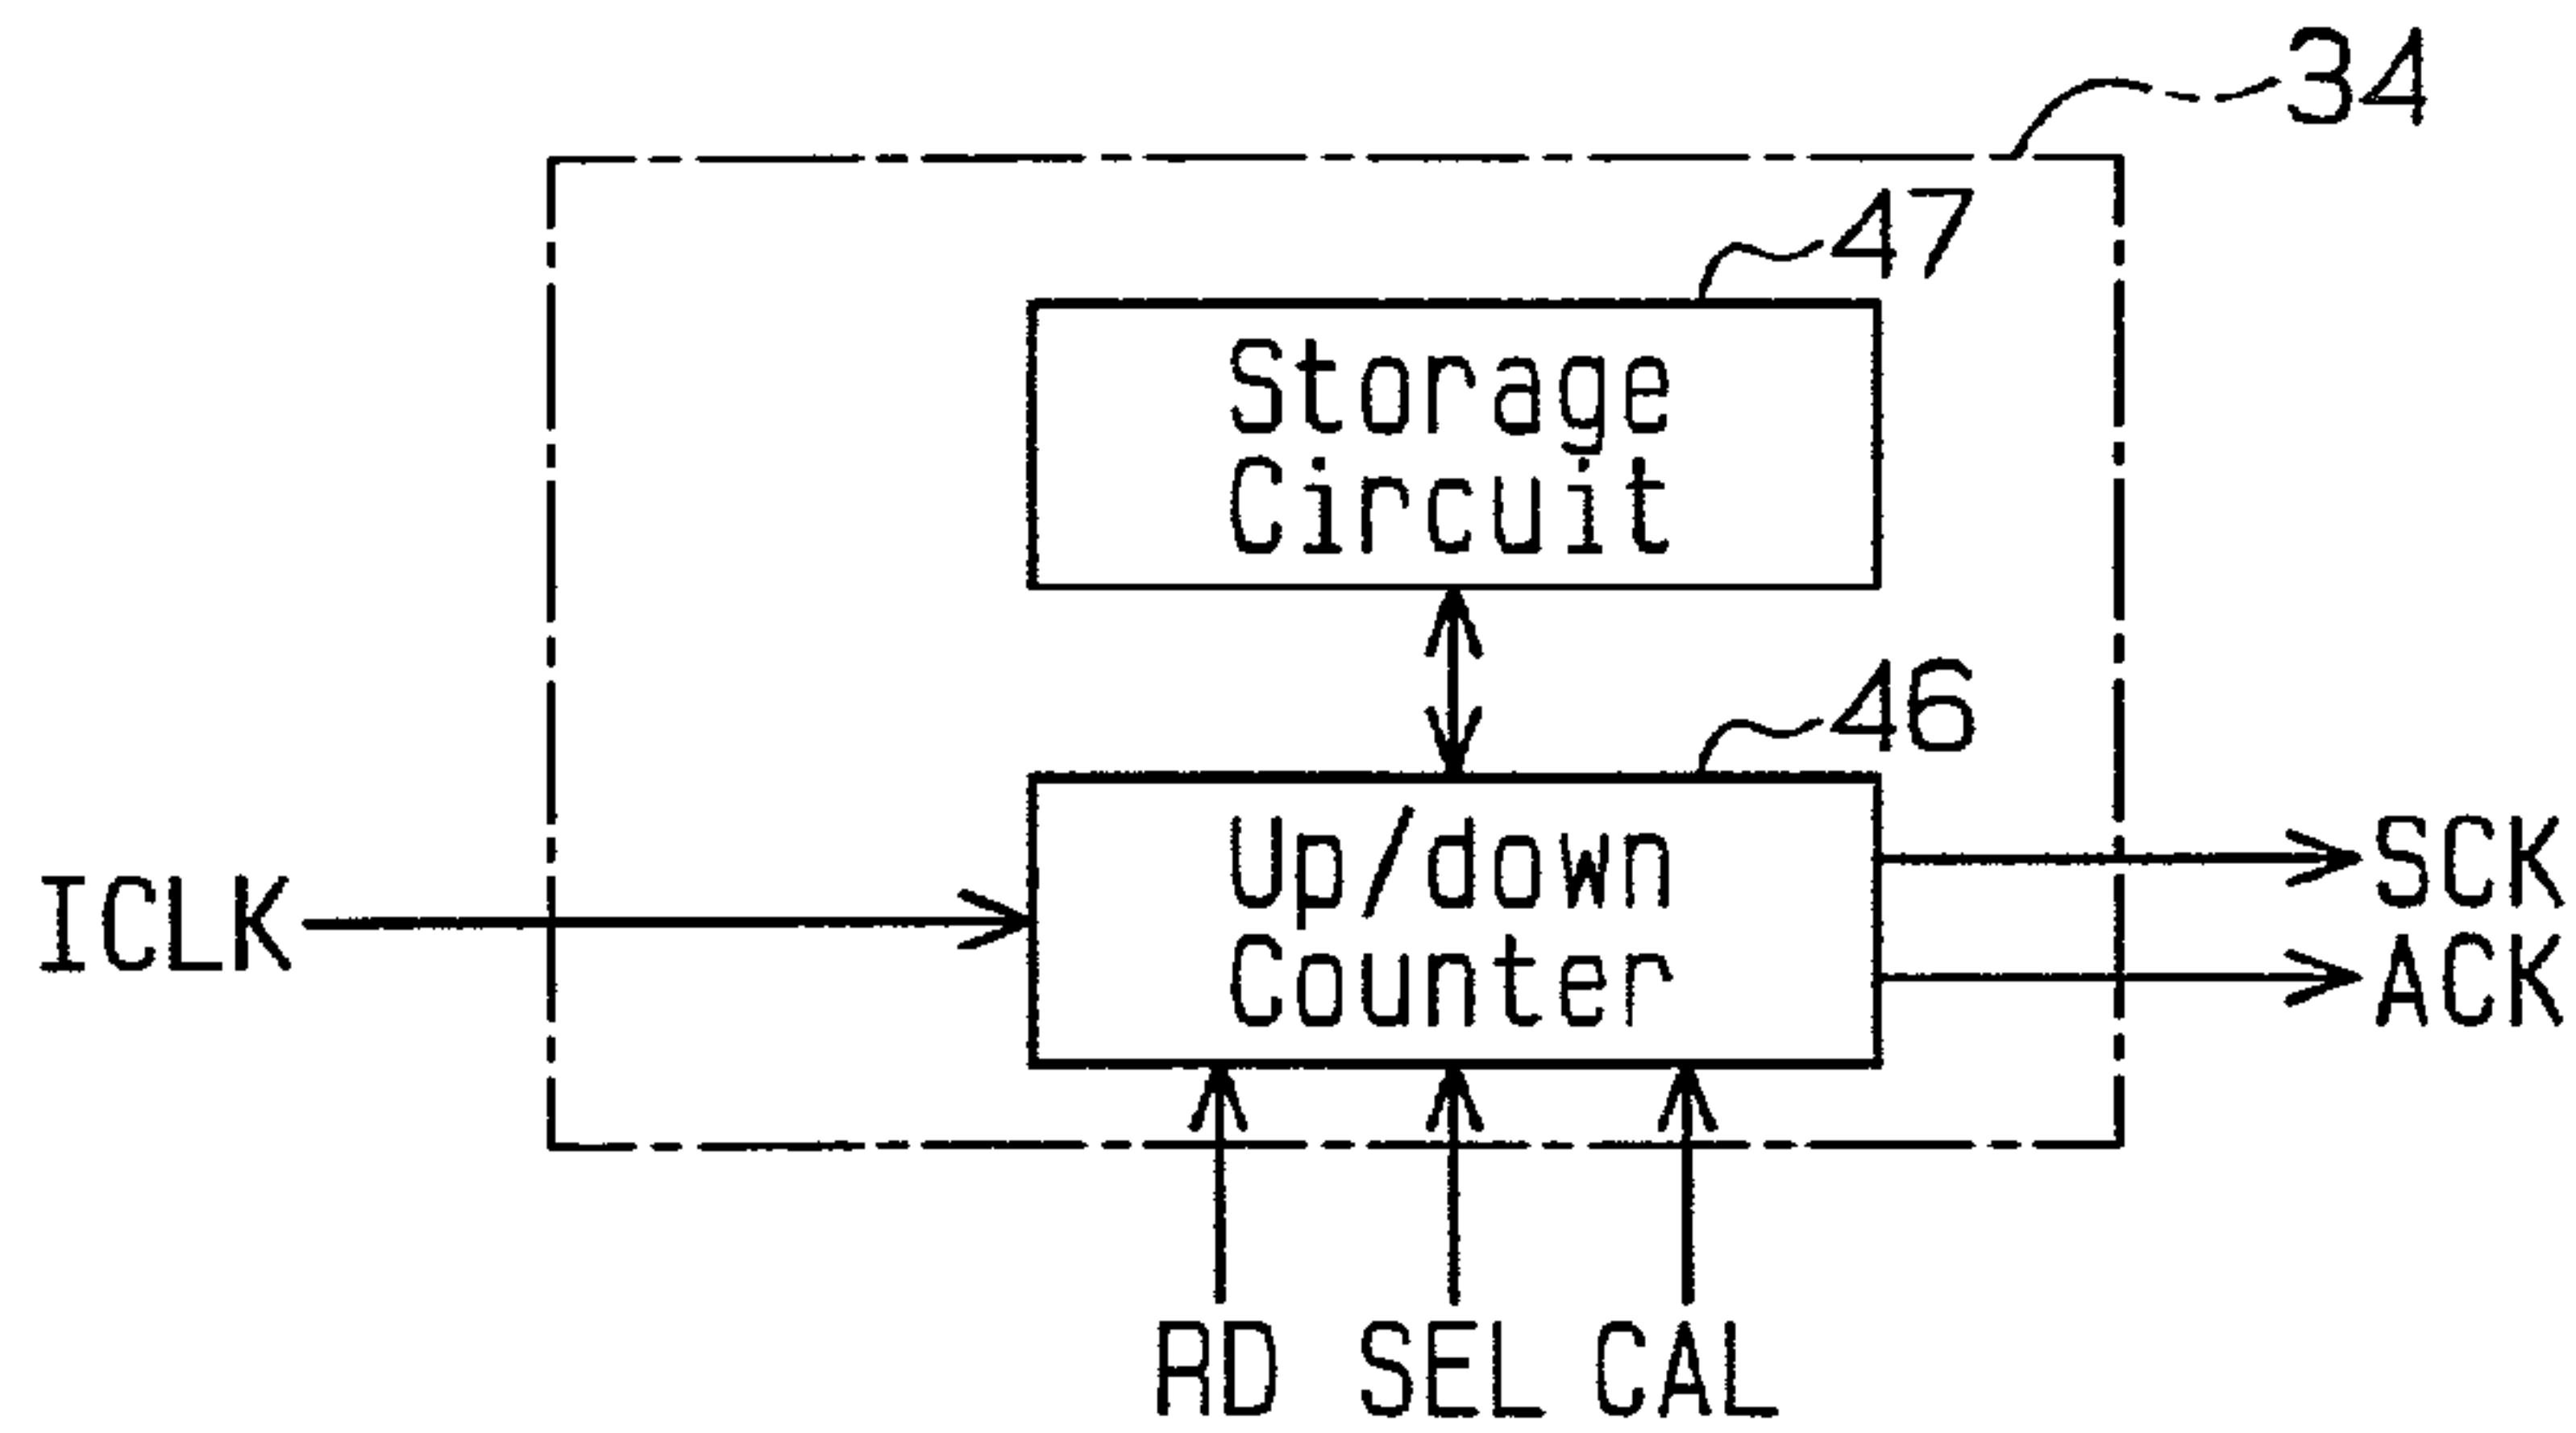 34
47
Storage
Circuit
46
Up/down
Counter
ICLK
SCK
ACK
RD SEL CAL